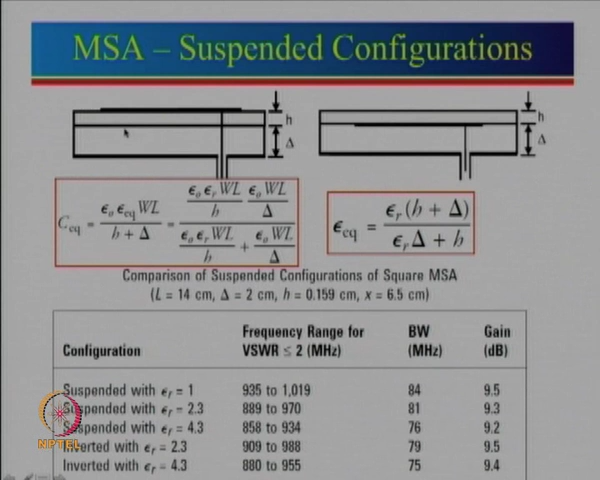 MSA – Suspended Configurations
h
Δ
h
Δ
C_eq = ϵ_o ϵ_eq WL / (h + Δ) = (ϵ_o ϵ_r WL / h · ϵ_o WL / Δ) / (ϵ_o ϵ_r WL / h + ϵ_o WL / Δ)
ϵ_eq = ϵ_r (h + Δ) / (ϵ_r Δ + h)
Comparison of Suspended Configurations of Square MSA
(L = 14 cm, Δ = 2 cm, h = 0.159 cm, x = 6.5 cm)
Configuration Frequency Range for VSWR ≤ 2 (MHz) BW (MHz) Gain (dB)
Suspended with ϵ_r = 1 935 to 1,019 84 9.5
Suspended with ϵ_r = 2.3 889 to 970 81 9.3
Suspended with ϵ_r = 4.3 858 to 934 76 9.2
Inverted with ϵ_r = 2.3 909 to 988 79 9.5
Inverted with ϵ_r = 4.3 880 to 955 75 9.4
NPTEL